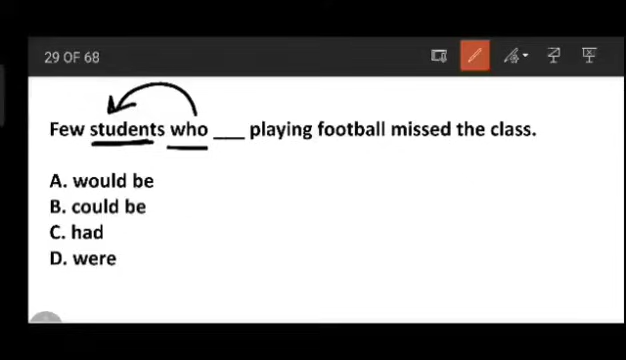 29 OF 68
Few students who ___ playing football missed the class.
A. would be
B. could be
C. had
D. were